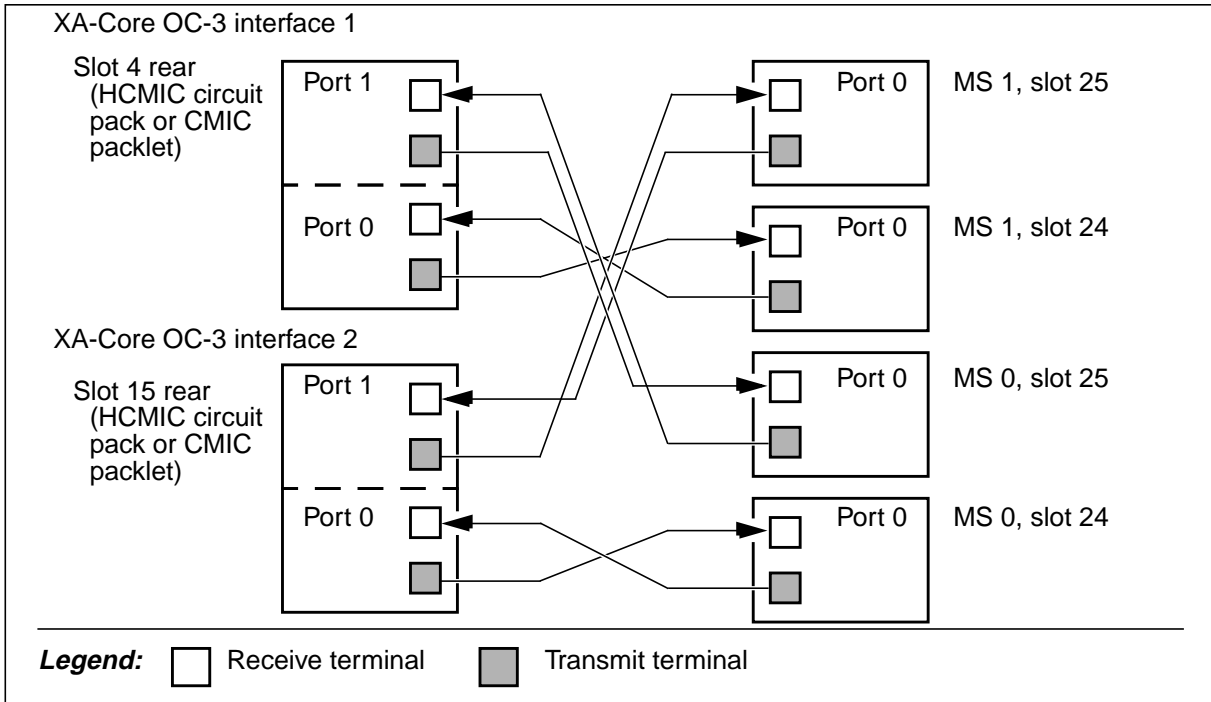 XA-Core OC-3 interface 1
Slot 4 rear
(HCMIC circuit
pack or CMIC
packlet)
Port 1
Port 0
Port 0
MS 1, slot 25
Port 0
MS 1, slot 24
XA-Core OC-3 interface 2
Slot 15 rear
(HCMIC circuit
pack or CMIC
packlet)
Port 1
Port 0
Port 0
MS 0, slot 25
Port 0
MS 0, slot 24
Legend:
Receive terminal
Transmit terminal